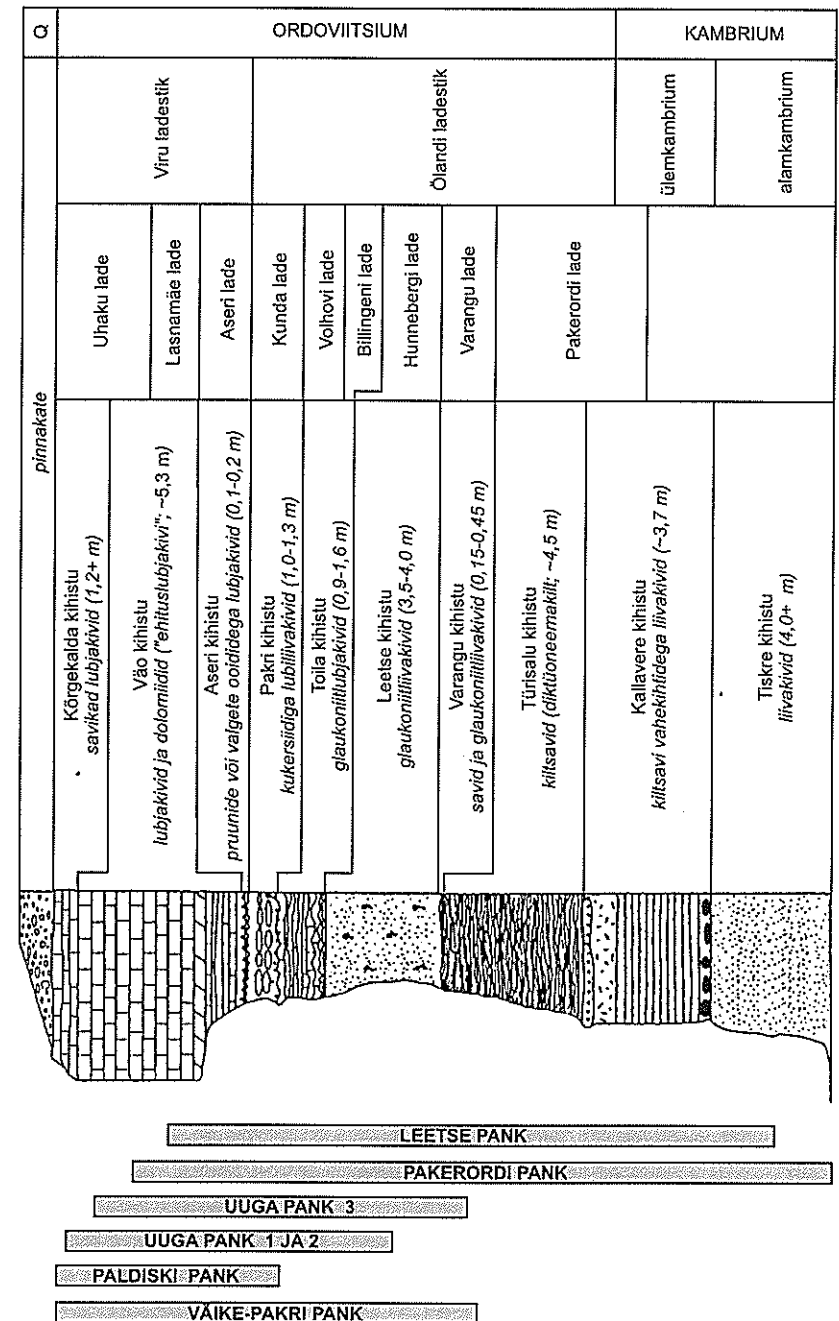 Q
ORDOVIITSIUM
KAMBRIUM
Viru ladestik
Ölandi ladestik
ülemkambrium
alamkambrium
Uhaku lade
Lasnamäe lade
Aseri lade
Kunda lade
Volhovi lade
Billingeni lade
Hunnebergi lade
Varangu lade
Pakerordi lade
pinnakate
Kõrgekalda kihistu
savikad lubjakivid (1,2+ m)
Väo kihistu
lubjakivid ja dolomiidid ("ehituslubjakivi"; ~5,3 m)
Aseri kihistu
pruunide või valgete ooididega lubjakivid (0,1-0,2 m)
Pakri kihistu
kukersiidiga lubiliivakivid (1,0-1,3 m)
Toila kihistu
glaukoniitlubjakivid (0,9-1,6 m)
Leetse kihistu
glaukoniitliivakivid (3,5-4,0 m)
Varangu kihistu
savid ja glaukoniitliivakivid (0,15-0,45 m)
Türisalu kihistu
kiltsavid (diktüoneemakilt; ~4,5 m)
Kallavere kihistu
kiltsavi vahekihtidega liivakivid (~3,7 m)
Tiskre kihistu
liivakivid (4,0+ m)
LEETSE PANK
PAKERORDI PANK
UUGA PANK 3
UUGA PANK 1 JA 2
PALDISKI PANK
VÄIKE-PAKRI PANK